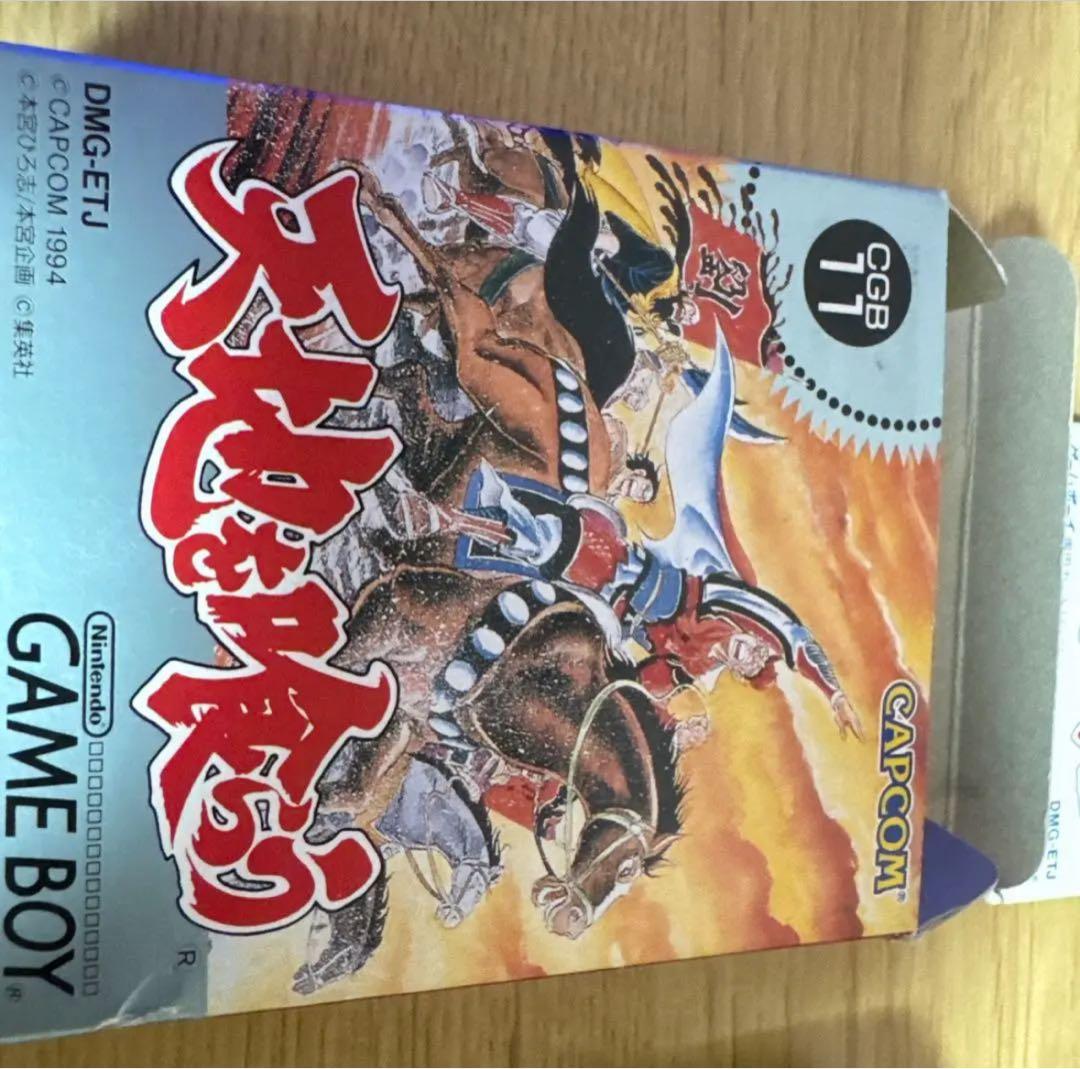 CGB
11
CAPCOM
劉
天地を喰らう
R
DMG-ETJ
©CAPCOM 1994
©本宮ひろ志/本宮企画 ©集英社
Nintendo®
GAME BOY®
DMG-ETJ